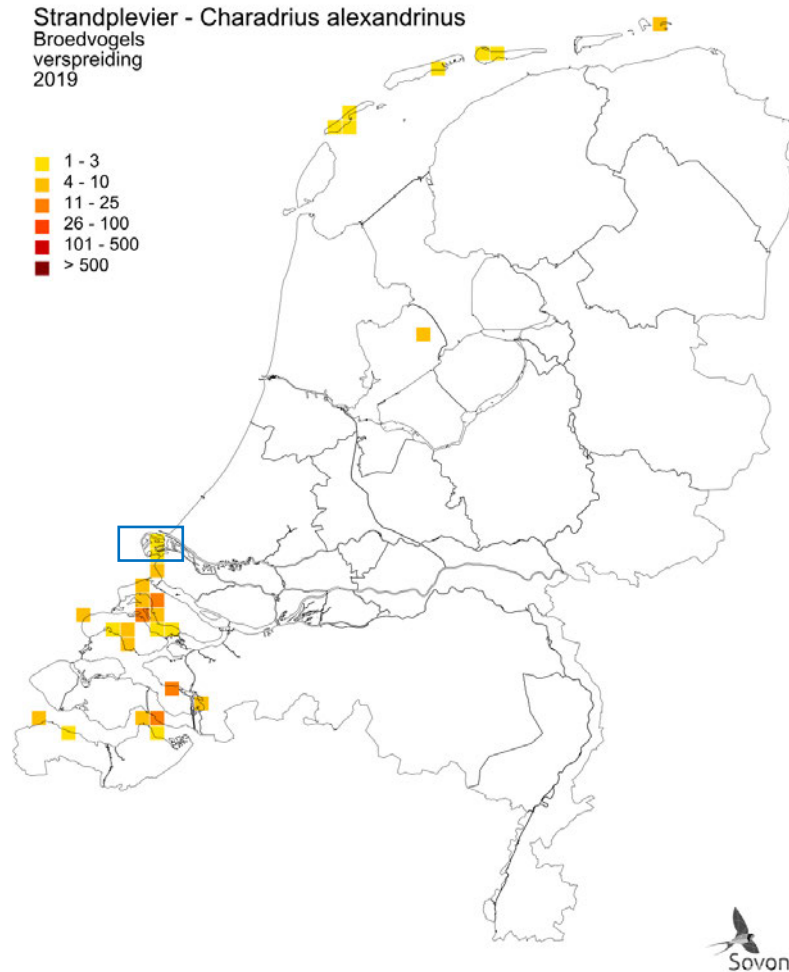 Strandplevier - Charadrius alexandrinus
Broedvogels
verspreiding
2019
1 - 3
4 - 10
11 - 25
26 - 100
101 - 500
> 500
Sovon